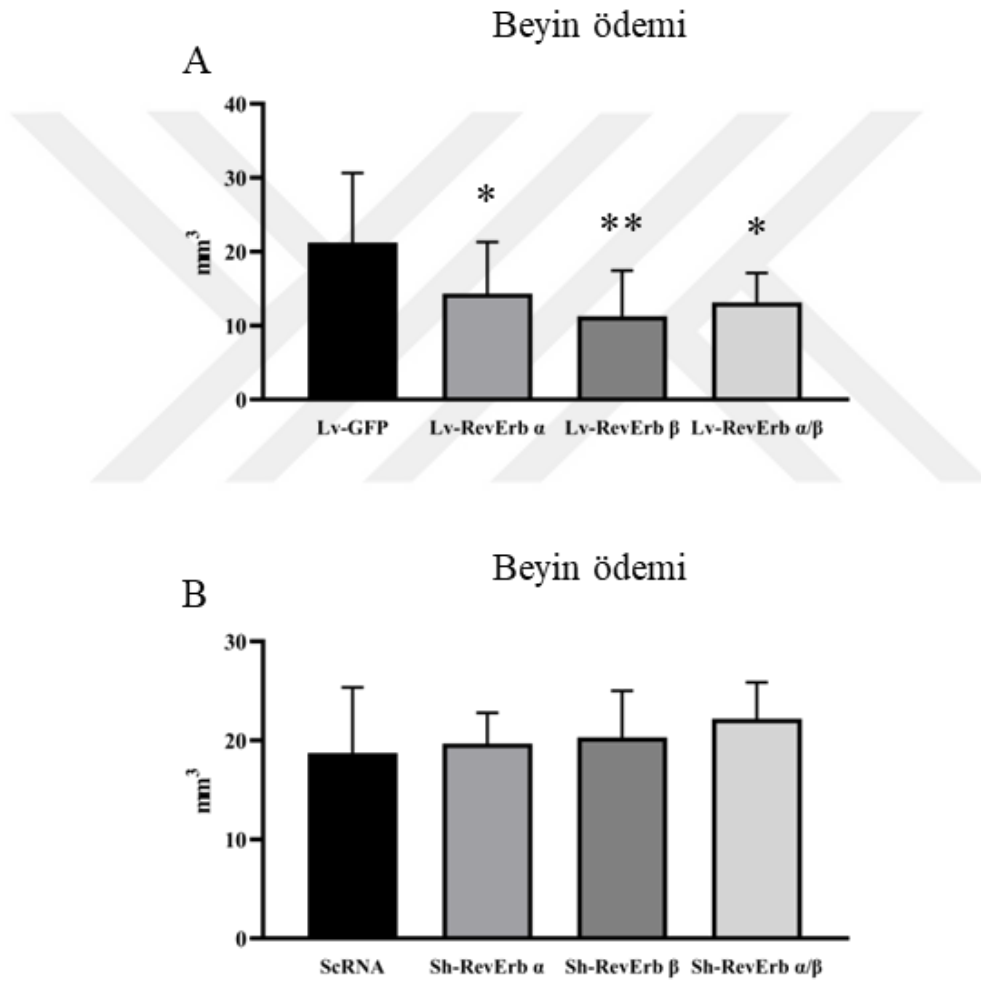 Beyin ödemi
A
40
30
20
10
0
mm³
*
**
*
Lv-GFP Lv-RevErb α Lv-RevErb β Lv-RevErb α/β
Beyin ödemi
B
30
20
10
0
mm³
ScRNA Sh-RevErb α Sh-RevErb β Sh-RevErb α/β